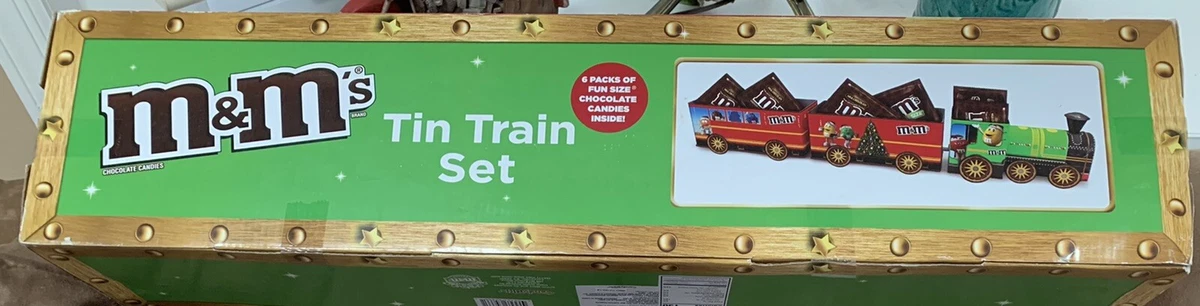 m&m's®
BRAND
CHOCOLATE CANDIES
Tin Train
Set
6 PACKS OF
FUN SIZE®
CHOCOLATE
CANDIES
INSIDE!
m&m's
m&m's
m&m's
m&m's